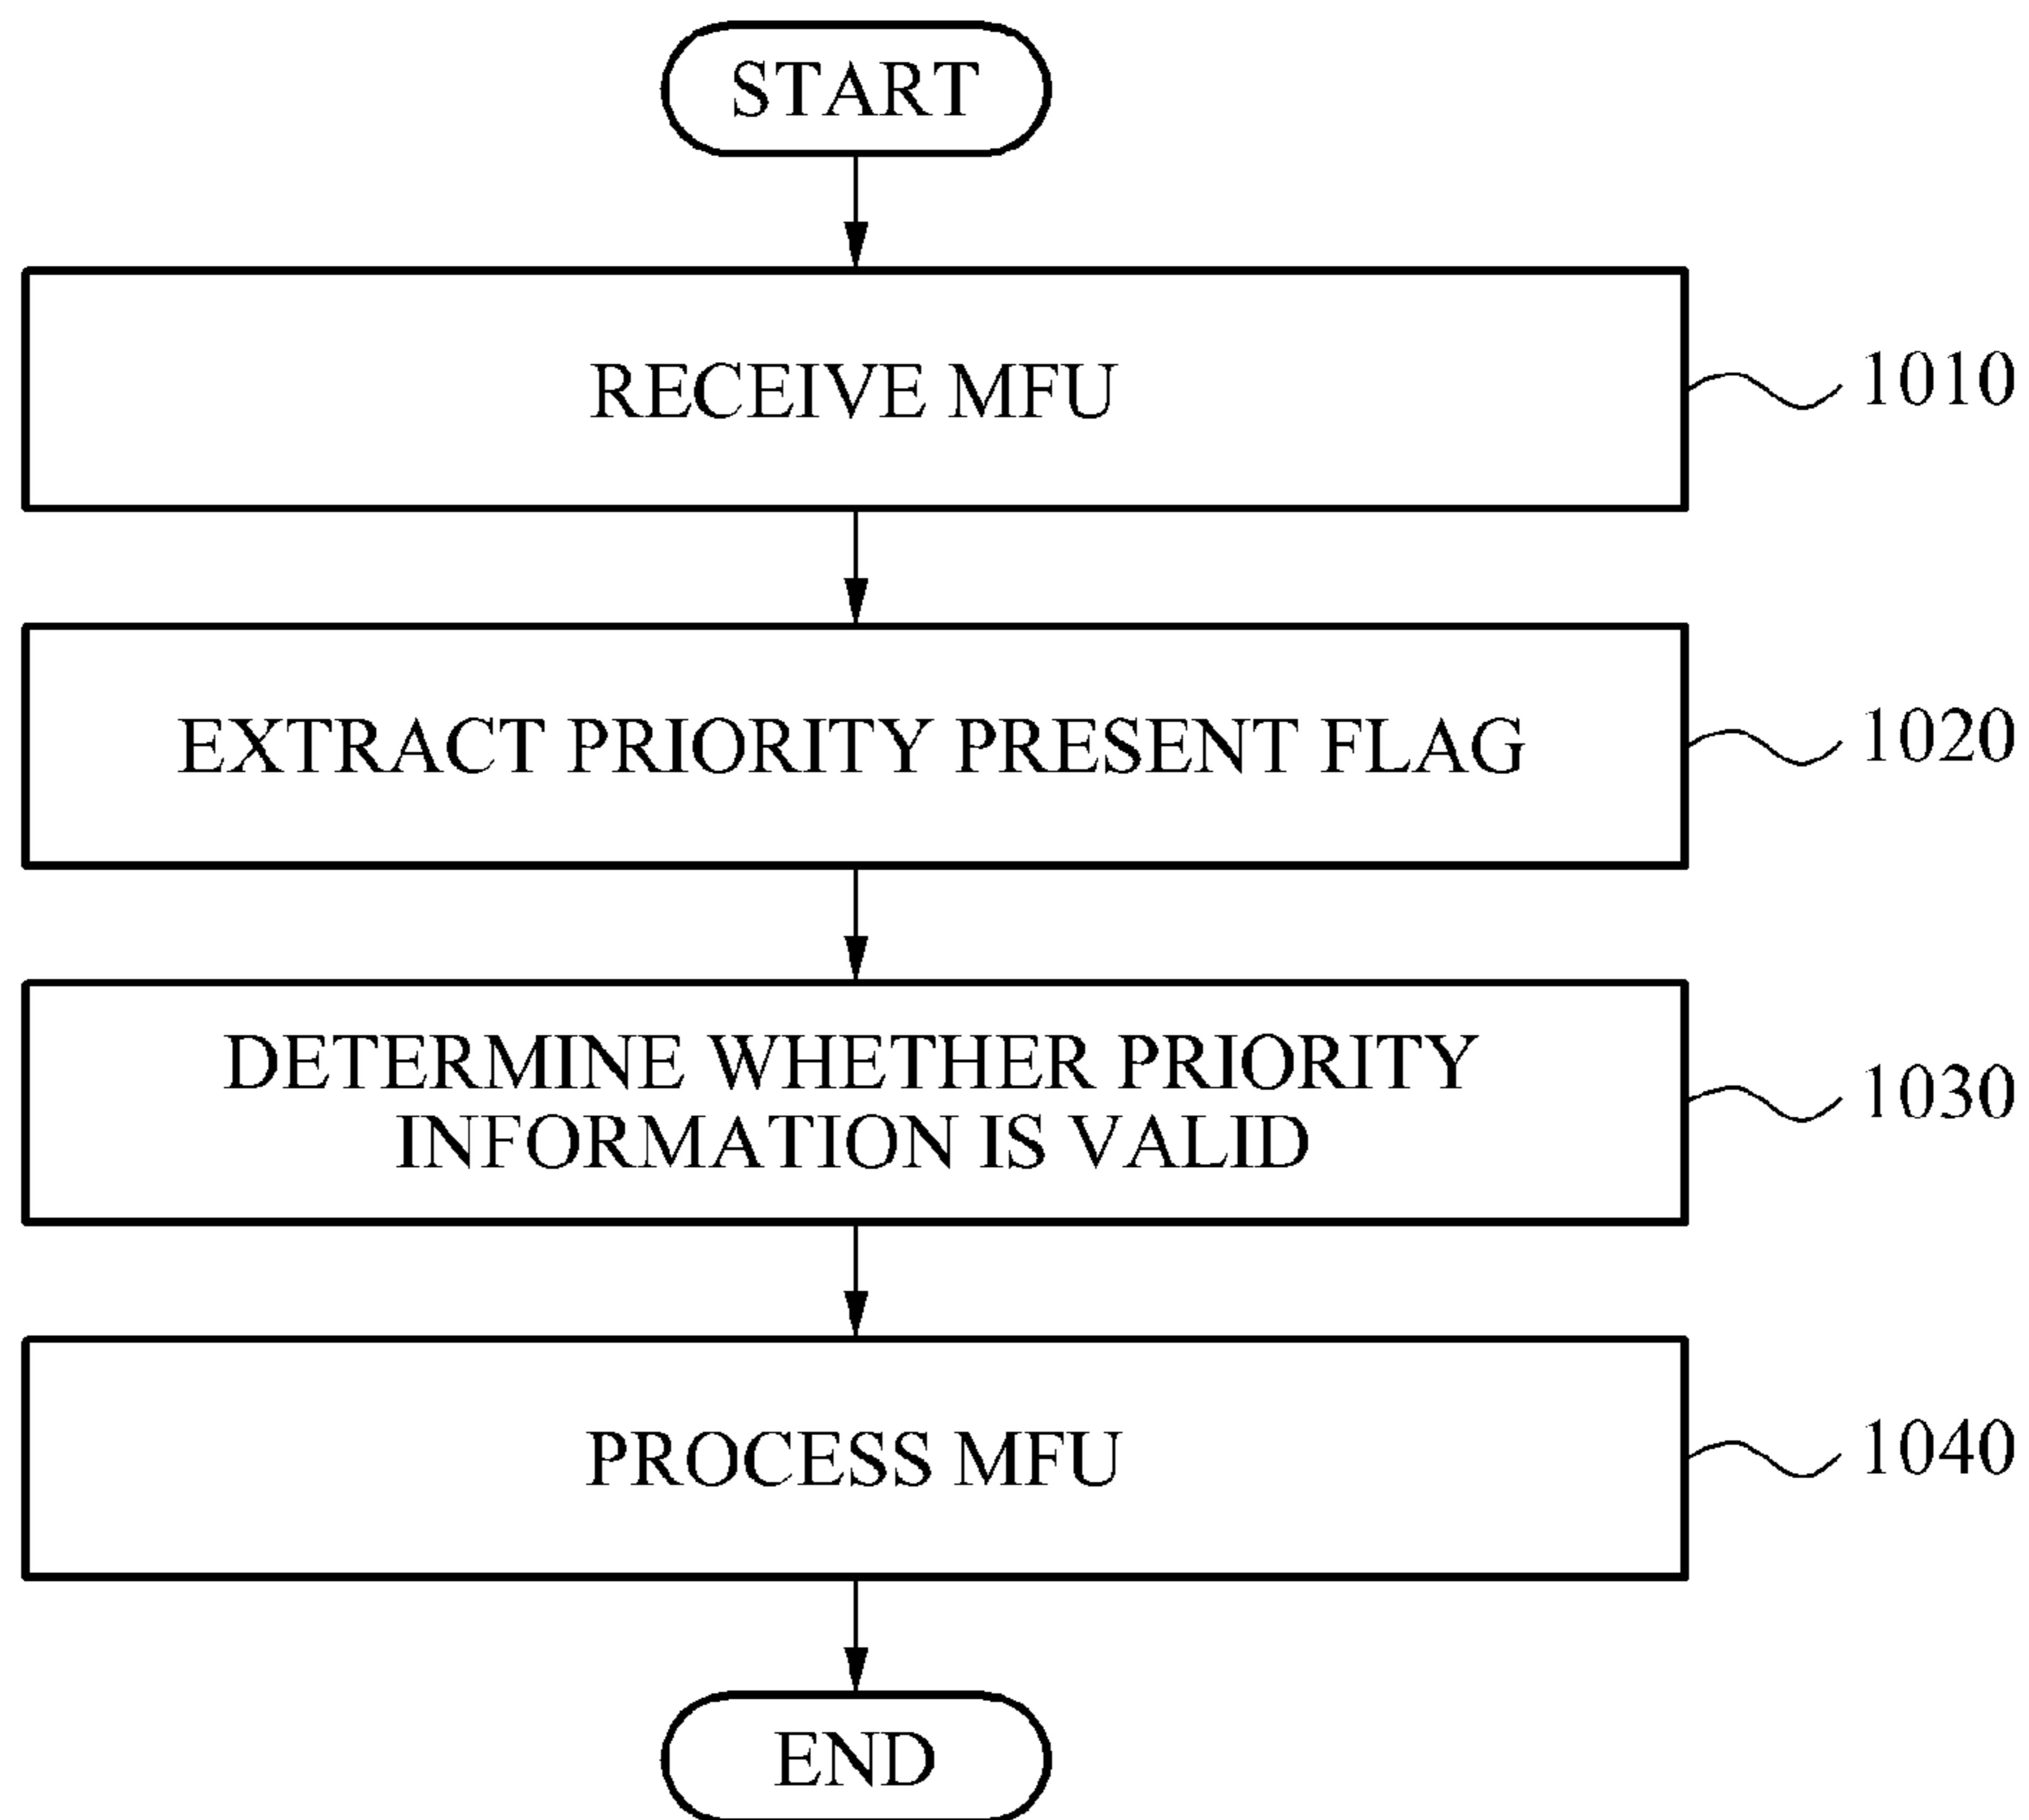 START
RECEIVE MFU
1010
EXTRACT PRIORITY PRESENT FLAG
1020
DETERMINE WHETHER PRIORITY
INFORMATION IS VALID
1030
PROCESS MFU
1040
END